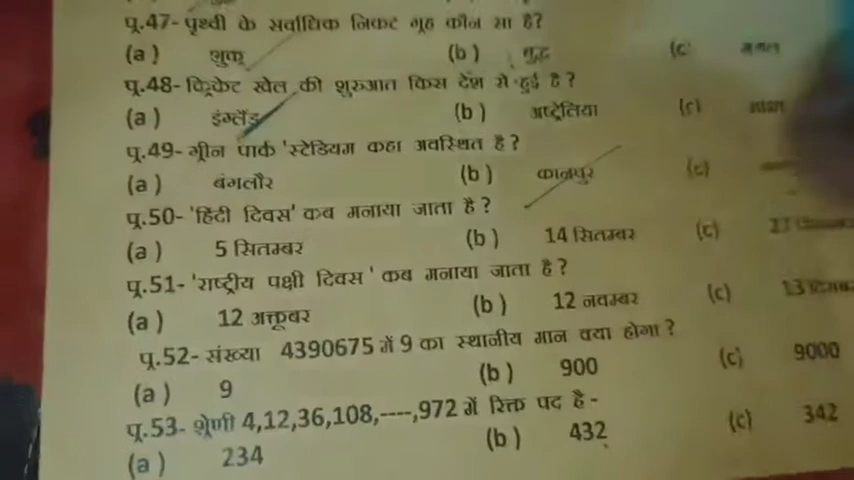 प्र.47- पृथ्वी के सर्वाधिक निकट गृह कौन सा है?
(a) शुक्र (b) बुद्ध (c)
प्र.48- क्रिकेट खेल की शुरुआत किस देश से हुई है?
(a) इंग्लैंड (b) अष्ट्रेलिया (c)
प्र.49- ग्रीन पार्क 'स्टेडियम कहा अवस्थित है?
(a) बंगलौर (b) कानपुर (c)
प्र.50- 'हिंदी दिवस' कब मनाया जाता है?
(a) 5 सितम्बर (b) 14 सितम्बर (c)
प्र.51- 'राष्ट्रीय पक्षी दिवस' कब मनाया जाता है?
(a) 12 अक्तूबर (b) 12 नवम्बर (c)
प्र.52- संख्या 4390675 में 9 का स्थानीय मान क्या होगा?
(a) 9 (b) 900 (c) 9000
प्र.53- श्रेणी 4,12,36,108,----,972 में रिक्त पद है-
(a) 234 (b) 432 (c) 342